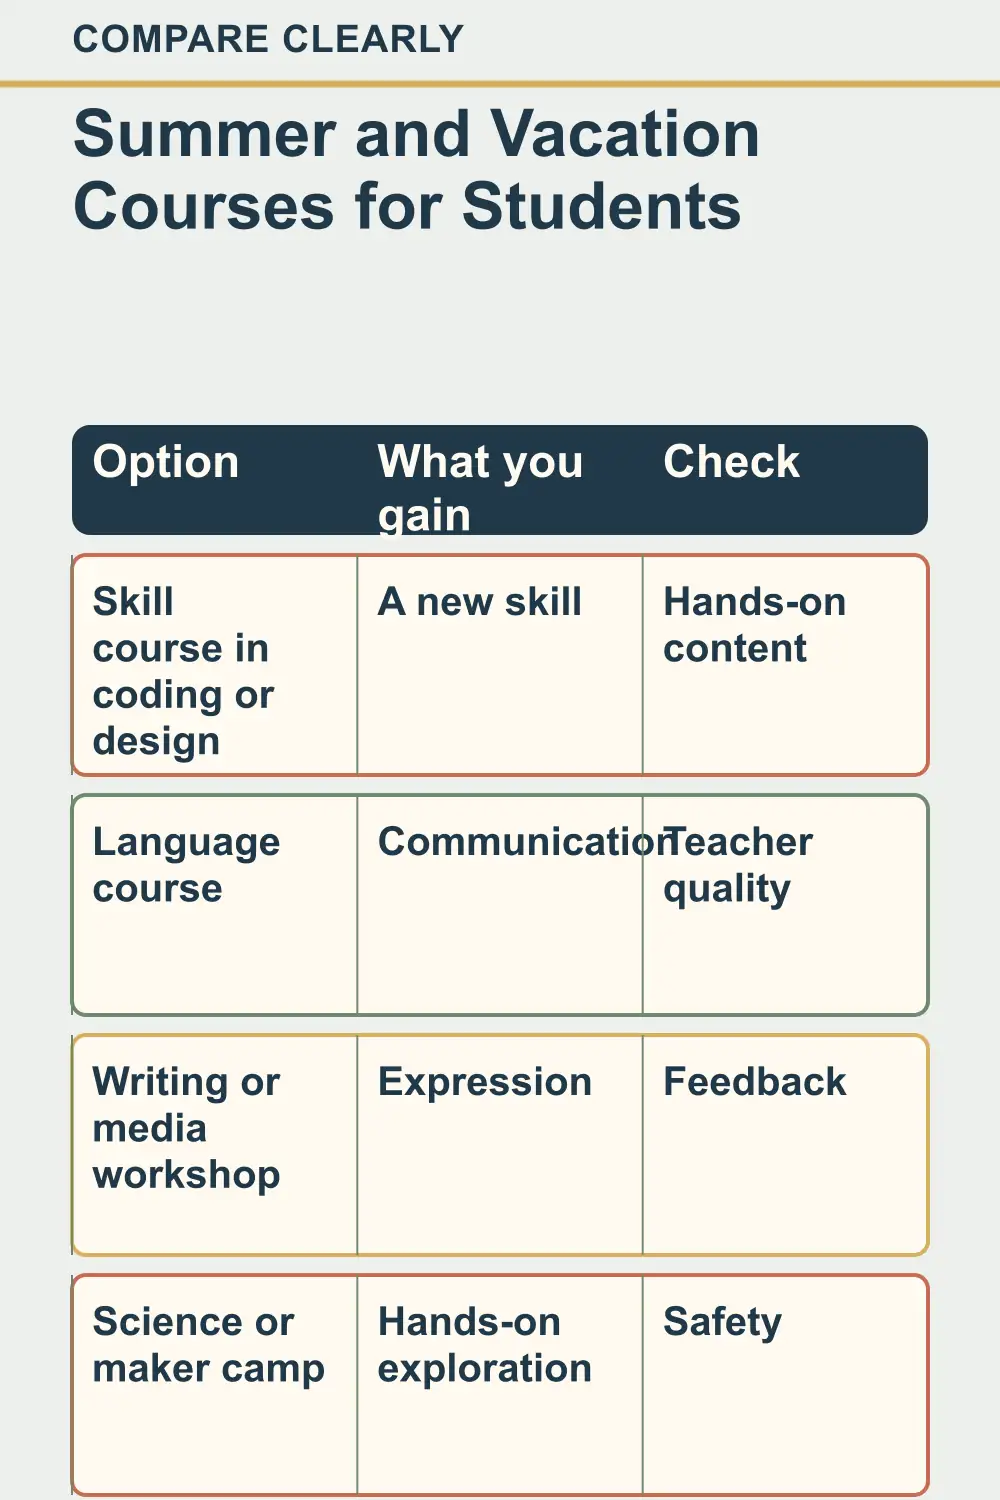 COMPARE CLEARLY
Summer and Vacation
Courses for Students
Option
What you
gain
Check
Skill
course in
coding or
design
A new skill
Hands-on
content
Language
course
Communication
Teacher
quality
Writing or
media
workshop
Expression
Feedback
Science or
maker camp
Hands-on
exploration
Safety